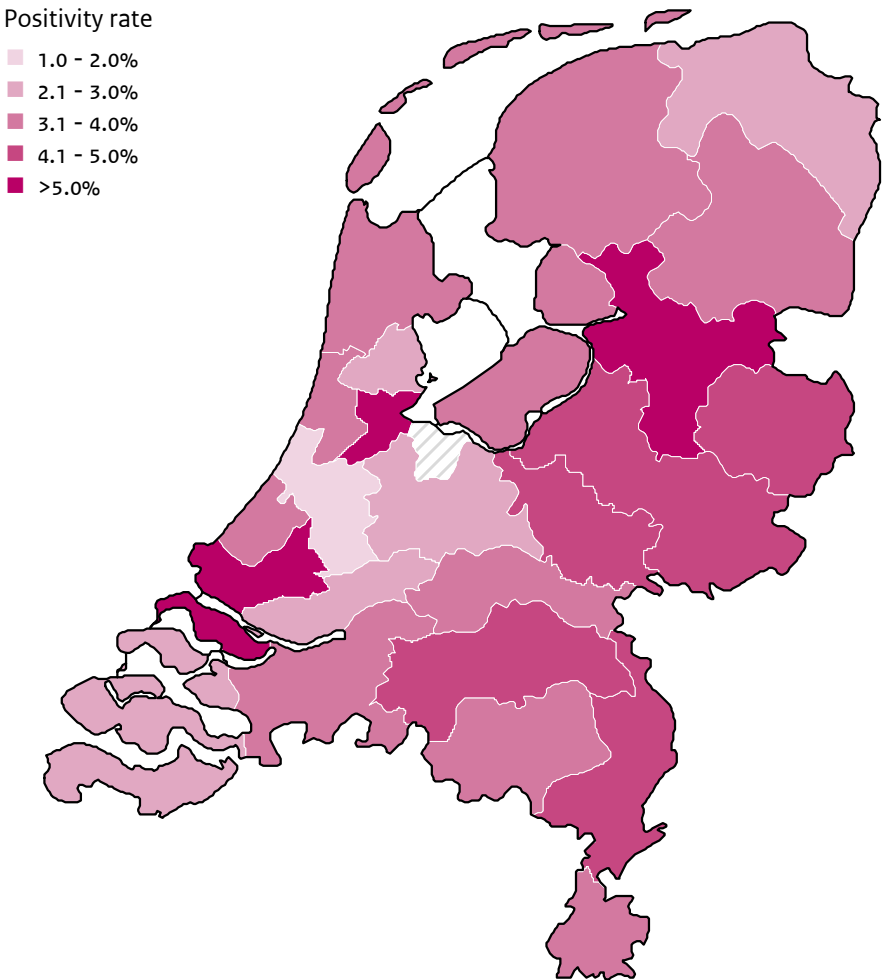 Positivity rate
1.0 - 2.0%
2.1 - 3.0%
3.1 - 4.0%
4.1 - 5.0%
>5.0%